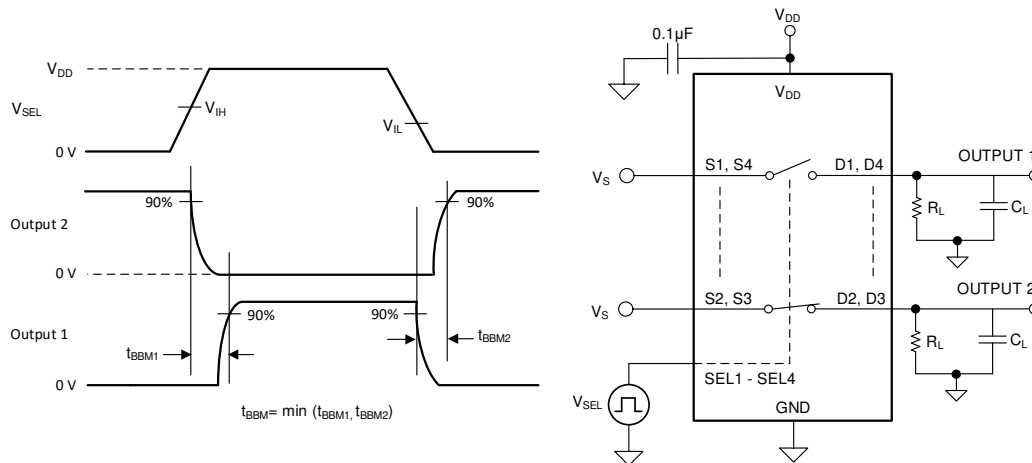 V_DD
V_SEL
V_IH
V_IL
0 V
90%
90%
Output 2
0 V
90%
90%
Output 1
t_BBM1
t_BBM2
0 V
t_BBM= min (t_BBM1, t_BBM2)
V_DD
0.1µF
V_DD
OUTPUT 1
V_S
S1, S4
D1, D4
R_L
C_L
OUTPUT 2
V_S
S2, S3
D2, D3
R_L
C_L
SEL1 - SEL4
V_SEL
GND